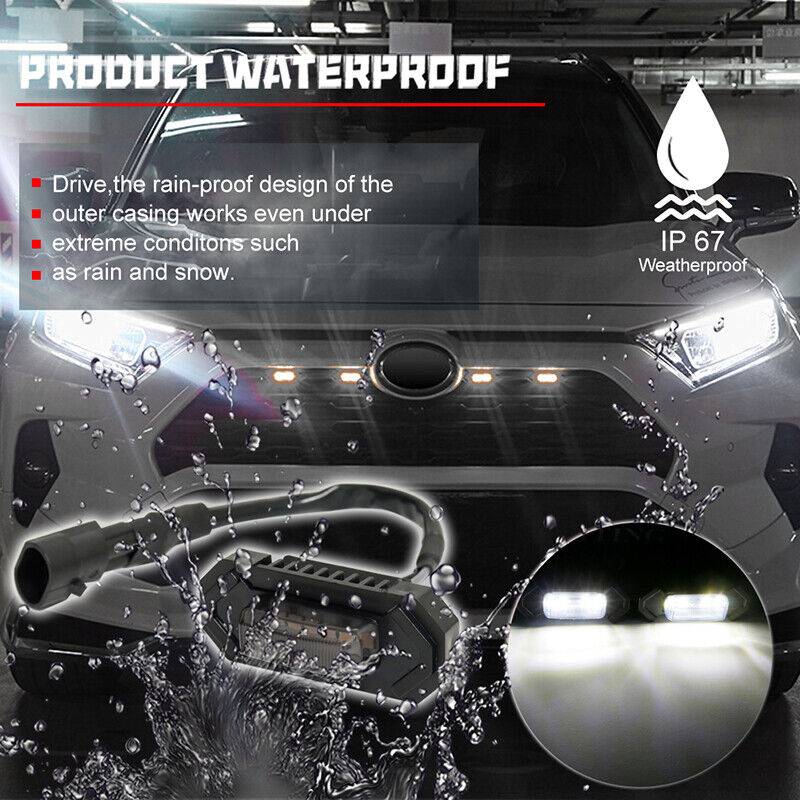 PRODUCT WATERPROOF
Drive,the rain-proof design of the
outer casing works even under
extreme conditons such
as rain and snow.
IP 67
Weatherproof